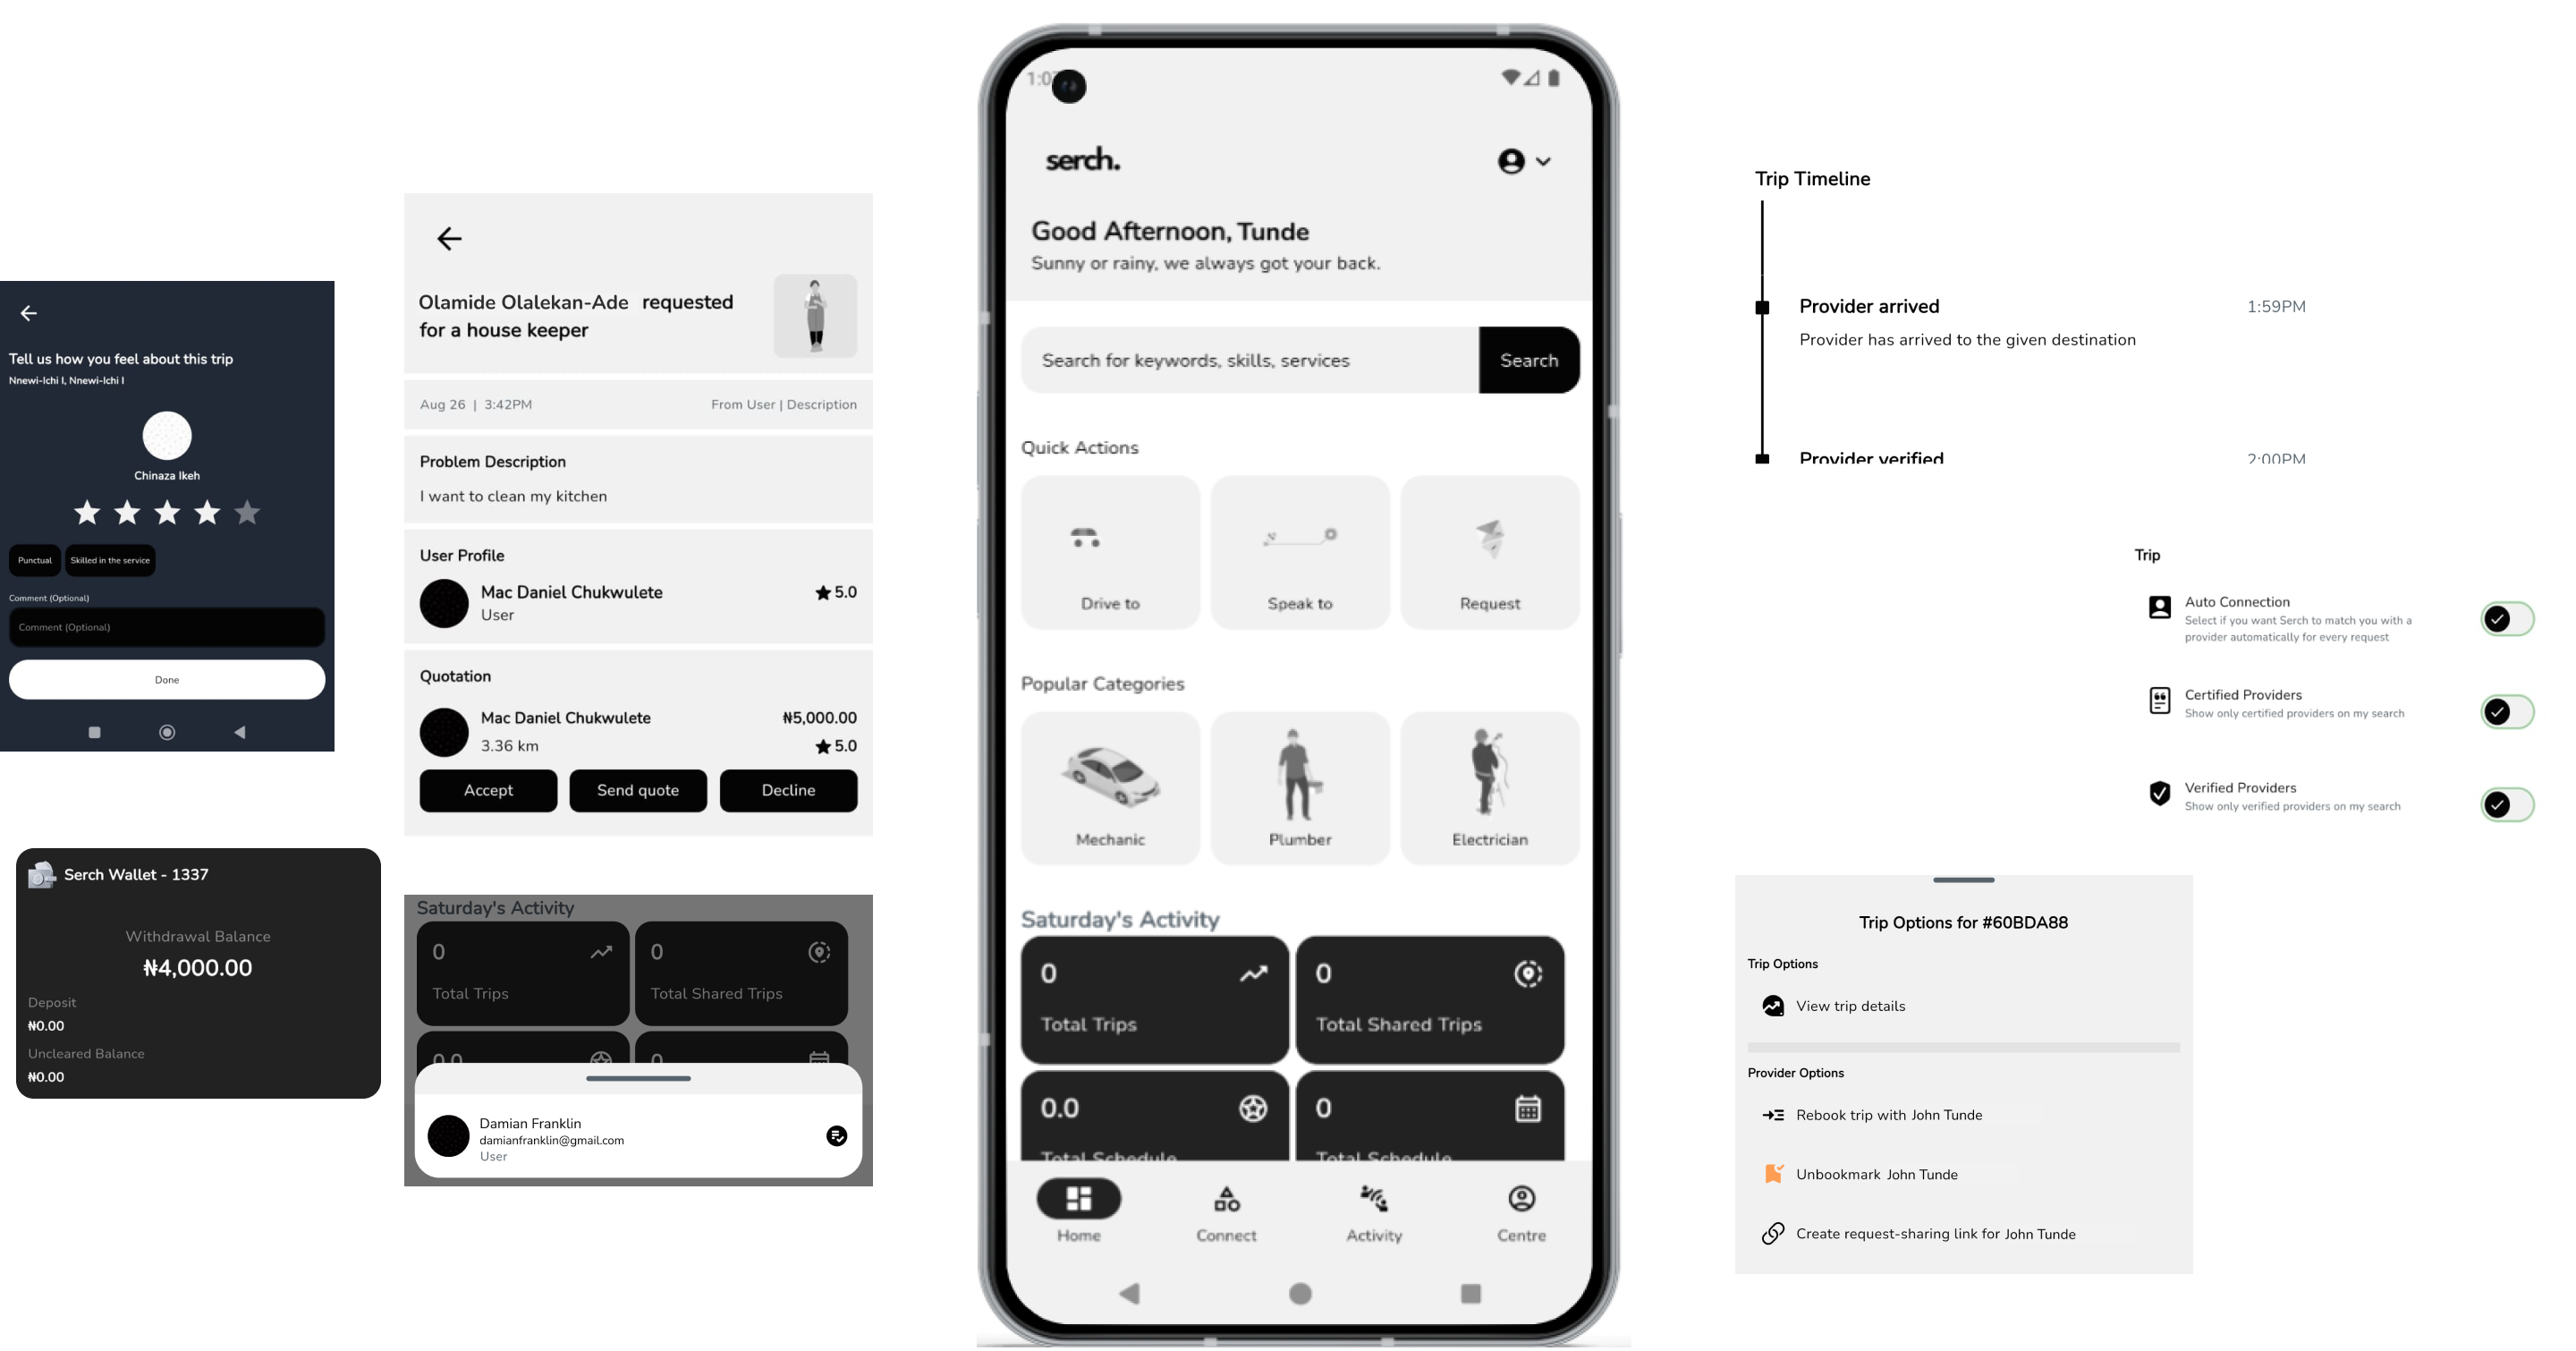 Tell us how you feel about this trip
Nnewi-Ichi I, Nnewi-Ichi I
Chinaza Ikeh
Punctual
Skilled in the service
Comment (Optional)
Comment (Optional)
Done
Serch Wallet - 1337
Withdrawal Balance
₦4,000.00
Deposit
₦0.00
Uncleared Balance
₦0.00
Olamide Olalekan-Ade requested
for a house keeper
Aug 26 | 3:42PM
From User | Description
Problem Description
I want to clean my kitchen
User Profile
Mac Daniel Chukwulete
5.0
User
Quotation
Mac Daniel Chukwulete
₦5,000.00
3.36 km
5.0
Accept
Send quote
Decline
Saturday's Activity
0
0
Total Trips
Total Shared Trips
0.0
0
Damian Franklin
damianfranklin@gmail.com
User
1:0
serch.
Good Afternoon, Tunde
Sunny or rainy, we always got your back.
Search for keywords, skills, services
Search
Quick Actions
Drive to
Speak to
Request
Popular Categories
Mechanic
Plumber
Electrician
Saturday's Activity
0
0
Total Trips
Total Shared Trips
0.0
0
Total Schedule
Total Schedule
Home
Connect
Activity
Centre
Trip Timeline
Provider arrived
1:59PM
Provider has arrived to the given destination
Provider verified
2:00PM
Trip
Auto Connection
Select if you want Serch to match you with a
provider automatically for every request
Certified Providers
Show only certified providers on my search
Verified Providers
Show only verified providers on my search
Trip Options for #60BDA88
Trip Options
View trip details
Provider Options
Rebook trip with John Tunde
Unbookmark John Tunde
Create request-sharing link for John Tunde